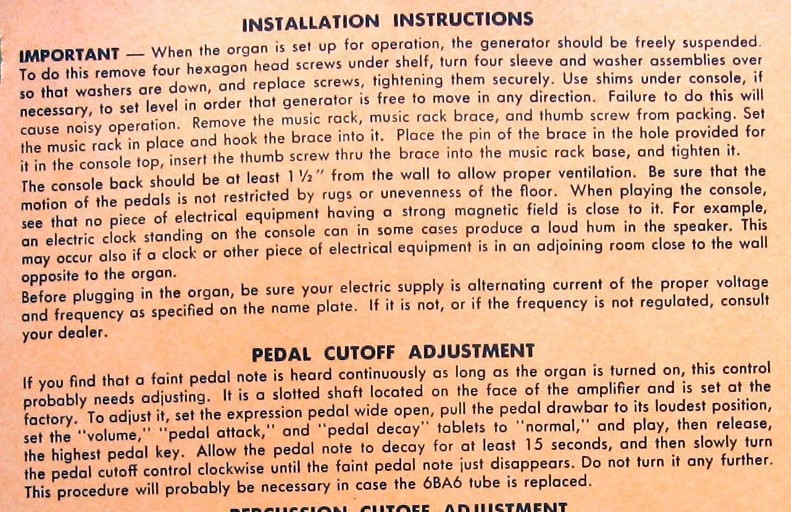 INSTALLATION INSTRUCTIONS
IMPORTANT — When the organ is set up for operation, the generator should be freely suspended.
To do this remove four hexagon head screws under shelf, turn four sleeve and washer assemblies over
so that washers are down, and replace screws, tightening them securely. Use shims under console, if
necessary, to set level in order that generator is free to move in any direction. Failure to do this will
cause noisy operation. Remove the music rack, music rack brace, and thumb screw from packing. Set
the music rack in place and hook the brace into it. Place the pin of the brace in the hole provided for
it in the console top, insert the thumb screw thru the brace into the music rack base, and tighten it.
The console back should be at least 1 ½" from the wall to allow proper ventilation. Be sure that the
motion of the pedals is not restricted by rugs or unevenness of the floor. When playing the console,
see that no piece of electrical equipment having a strong magnetic field is close to it. For example,
an electric clock standing on the console can in some cases produce a loud hum in the speaker. This
may occur also if a clock or other piece of electrical equipment is in an adjoining room close to the wall
opposite to the organ.
Before plugging in the organ, be sure your electric supply is alternating current of the proper voltage
and frequency as specified on the name plate. If it is not, or if the frequency is not regulated, consult
your dealer.
PEDAL CUTOFF ADJUSTMENT
If you find that a faint pedal note is heard continuously as long as the organ is turned on, this control
probably needs adjusting. It is a slotted shaft located on the face of the amplifier and is set at the
factory. To adjust it, set the expression pedal wide open, pull the pedal drawbar to its loudest position,
set the "volume," "pedal attack," and "pedal decay" tablets to "normal," and play, then release,
the highest pedal key. Allow the pedal note to decay for at least 15 seconds, and then slowly turn
the pedal cutoff control clockwise until the faint pedal note just disappears. Do not turn it any further.
This procedure will probably be necessary in case the 6BA6 tube is replaced.
PERCUSSION CUTOFF ADJUSTMENT